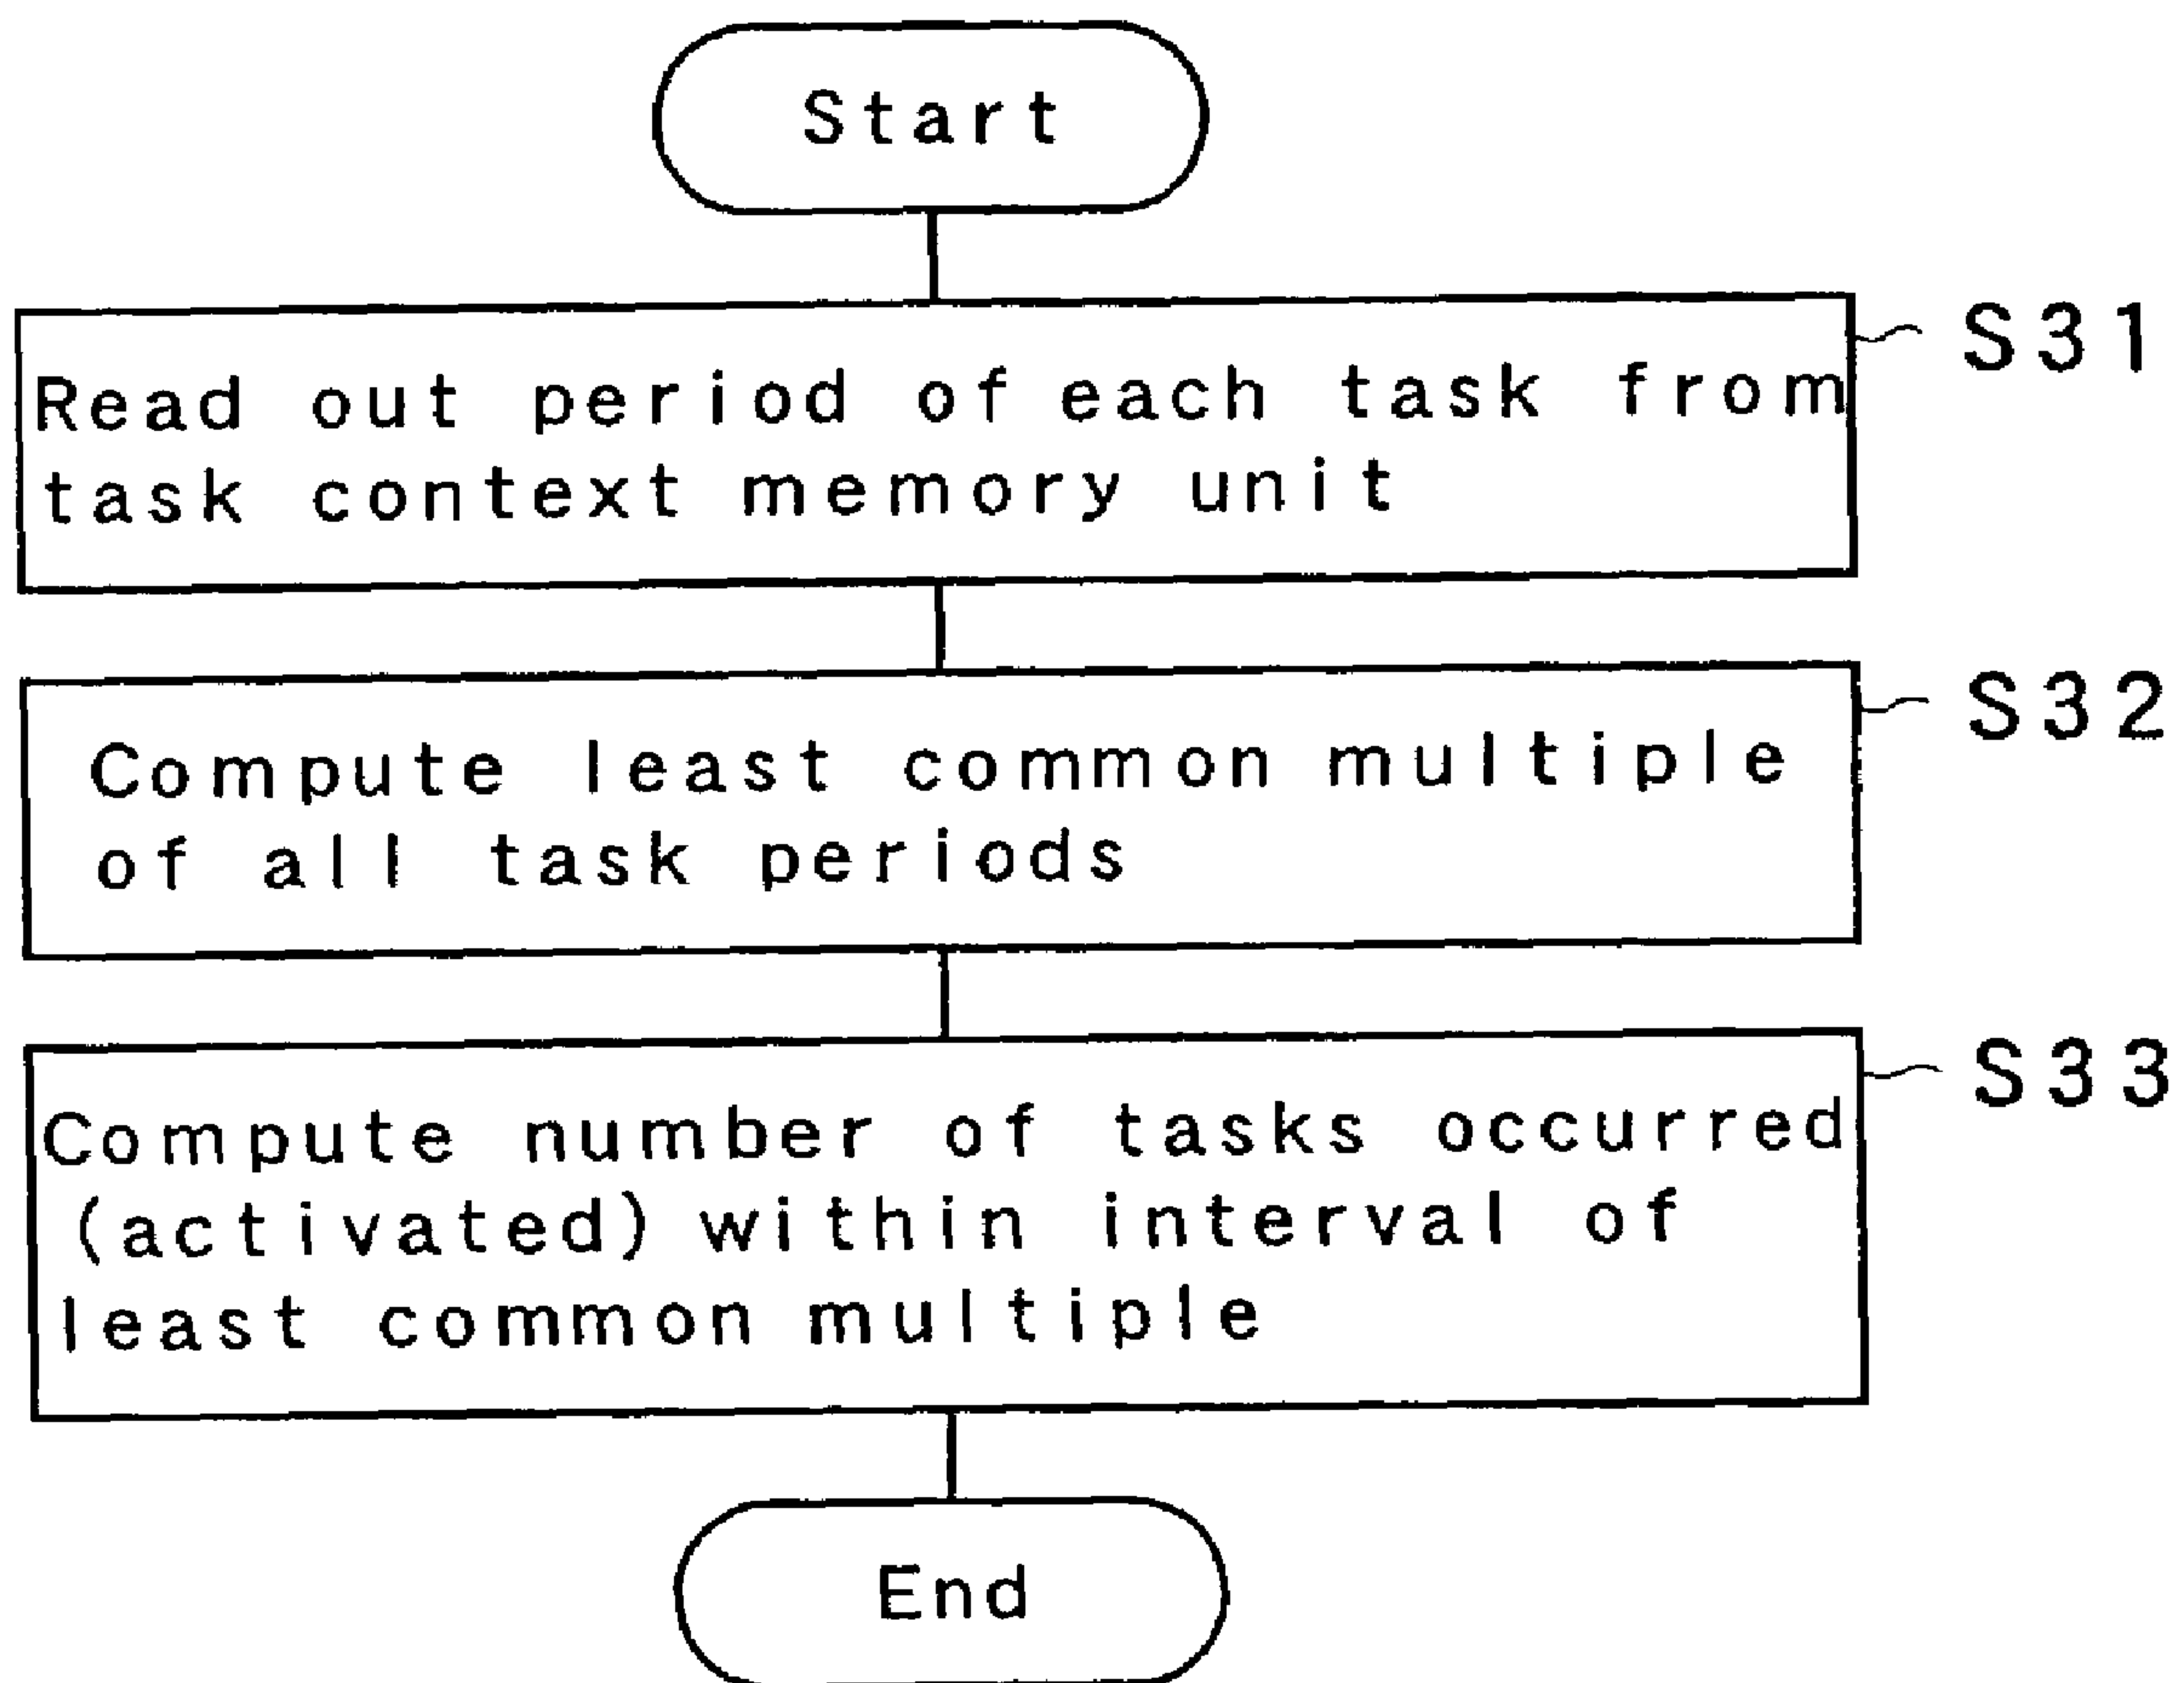 Start
S31
Read out period of each task from
task context memory unit
S32
Compute least common multiple
of all task periods
S33
Compute number of tasks occurred
(activated) within interval of
least common multiple
End